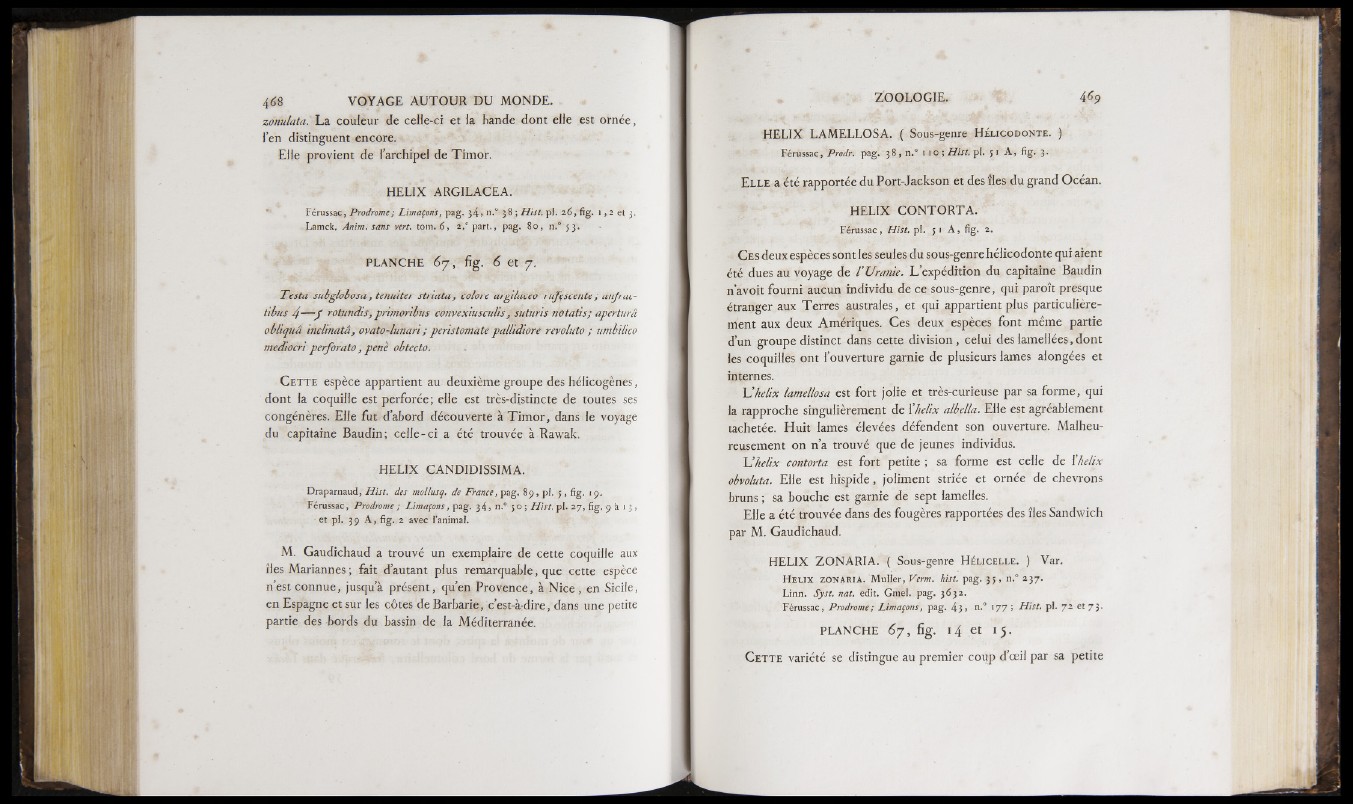 468 VOYAGE AUTOUR DU MONDE.
zonulata. La couleur de celle-ci et la bande dont elle est ornée,
l'en distinguent encore.
Elle provient de l'archipel de Timor.
HELIX ARGILACEA.
Férussac, Prodrome; Limaçons, pag. 34, n.° 38; Hist. pl. 26, fig. 1, 2 et 3.
Lamck. Anim. sans vert. tom. 6, 2.e part., pag. 80, n.° 53.
PLANCHE 67, fig. 6 et 7.
Testa subglobosa, tenuiter striata, colore argilaceo rufescente, anfrac-
tibus 4—5 rotundis, primoribus convexiusculis, suturis notatis; aperturâ
obliquâ inclinatâ, ovato-lunari; peristomate pallidiore revoluto; umbilico
mediocri perforato, penè obtecto.
CETTE espèce appartient au deuxième groupe des hélicogènes,
dont la coquille est perforée; elle est très-distincte de toutes ses
congénères. Elle fut d'abord découverte à Timor, dans le voyage
du capitaine Baudin; celle-ci a été trouvée à Rawak.
HELIX CANDIDISSIMA.
Draparnaud, Hist. des mollusq. de France, pag. 89, pl. 5, fig. 19.
Férussac, Prodrome; Limaçons, pag. 34, n.° 50; Hist. pl. 27, fig. 9 à 13,
et pl. 39 A, fig. 2 avec l'animal.
M. Gaudichaud a trouvé un exemplaire de cette coquille aux
îles Mariannes; fait d'autant plus remarquable, que cette espèce
n'est connue, jusqu'à présent, qu'en Provence, à Nice, en Sicile,
en Espagne et sur les côtes de Barbarie, c'est-à-dire, dans une petite
partie des bords du bassin de la Méditerranée.
ZOOLOGIE. 469
HELIX LAMELLOSA. ( Sous-genre HÉLICODONTE. )
Férussac, Prodr. pag. 38, n.° 110; Hist. pl. 51 A, fig. 3.
ELLE a été rapportée du Port-Jackson et des îles du grand Océan.
HELIX CONTORTA.
Férussac, Hist. pl. 51 A, fig. 2.
CES deux espèces sont les seules du sous-genre hélicodonte qui aient
été dues au voyage de l'Uranie. L'expédition du capitaine Baudin
n'avoit fourni aucun individu de ce sous-genre, qui paroît presque
étranger aux Terres australes, et qui appartient plus particulière-
ment aux deux Amériques. Ces deux espèces font même partie
d'un groupe distinct dans cette division, celui des lamellées, dont
les coquilles ont l'ouverture garnie de plusieurs lames alongées et
internes.
L'helix lamellosa est fort jolie et très-curieuse par sa forme, qui
la rapproche singulièrement de l'helix albella. Elle est agréablement
tachetée. Huit lames élevées défendent son ouverture. Malheu-
reusement on n'a trouvé que de jeunes individus.
L'helix contorta est fort petite; sa forme est celle de l'helix
obvoluta. Elle est hispide, joliment striée et ornée de chevrons
bruns; sa bouche est garnie de sept lamelles.
Elle a été trouvée dans des fougères rapportées des îles Sandwich
par M. Gaudichaud.
HELIX ZONARIA. ( Sous-genre HÉLICELLE. ) Var.
HELIX ZONARIA. Muller, Verm. hist. pag. 35, n.° 237.
Linn. Syst. nat. edit. Gmel. pag. 3632.
Férussac, Prodrome; Limaçons, pag. 43, n.° 177; Hist. pl. 72 et 73.
PLANCHE 67, fig. 14 et 15.
CETTE variété se distingue au premier coup d'œil par sa petite